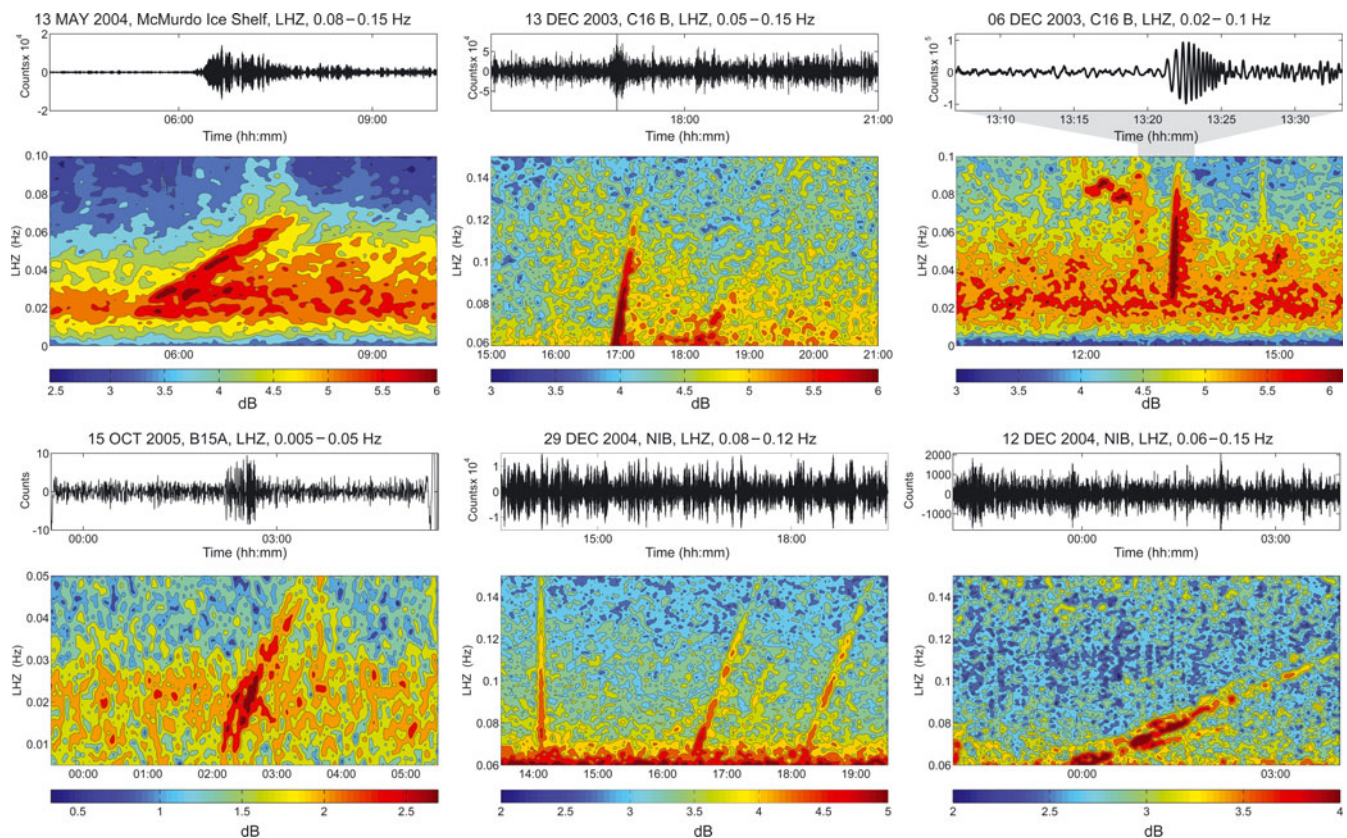 13 MAY 2004, McMurdo Ice Shelf, LHZ, 0.08–0.15 Hz
Countsx 10⁴
2
0
-2
06:00 09:00
Time (hh:mm)
LHZ (Hz)
0.10
0.08
0.06
0.04
0.02
0
06:00 09:00
2.5 3 3.5 4 4.5 5 5.5 6
dB
13 DEC 2003, C16 B, LHZ, 0.05–0.15 Hz
Countsx 10⁴
5
0
-5
18:00 21:00
Time (hh:mm)
LHZ (Hz)
0.14
0.12
0.1
0.08
0.06
15:00 16:00 17:00 18:00 19:00 20:00 21:00
3 3.5 4 4.5 5 5.5 6
dB
06 DEC 2003, C16 B, LHZ, 0.02–0.1 Hz
Countsx 10⁻⁵
1
0
-1
13:10 13:15 13:20 13:25 13:30
Time (hh:mm)
LHZ (Hz)
0.1
0.08
0.06
0.04
0.02
0
12:00 15:00
3 3.5 4 4.5 5 5.5 6
dB
15 OCT 2005, B15A, LHZ, 0.005–0.05 Hz
Counts
10
0
-10
00:00 03:00
Time (hh:mm)
LHZ (Hz)
0.05
0.04
0.03
0.02
0.01
00:00 01:00 02:00 03:00 04:00 05:00
0.5 1 1.5 2 2.5
dB
29 DEC 2004, NIB, LHZ, 0.08–0.12 Hz
Countsx 10⁴
1
0
-1
15:00 18:00
Time (hh:mm)
LHZ (Hz)
0.14
0.12
0.1
0.08
0.06
14:00 15:00 16:00 17:00 18:00 19:00
2 2.5 3 3.5 4 4.5 5
dB
12 DEC 2004, NIB, LHZ, 0.06–0.15 Hz
Counts
2000
1000
0
-1000
00:00 03:00
Time (hh:mm)
LHZ (Hz)
0.14
0.12
0.1
0.08
0.06
00:00 03:00
2 2.5 3 3.5 4
dB